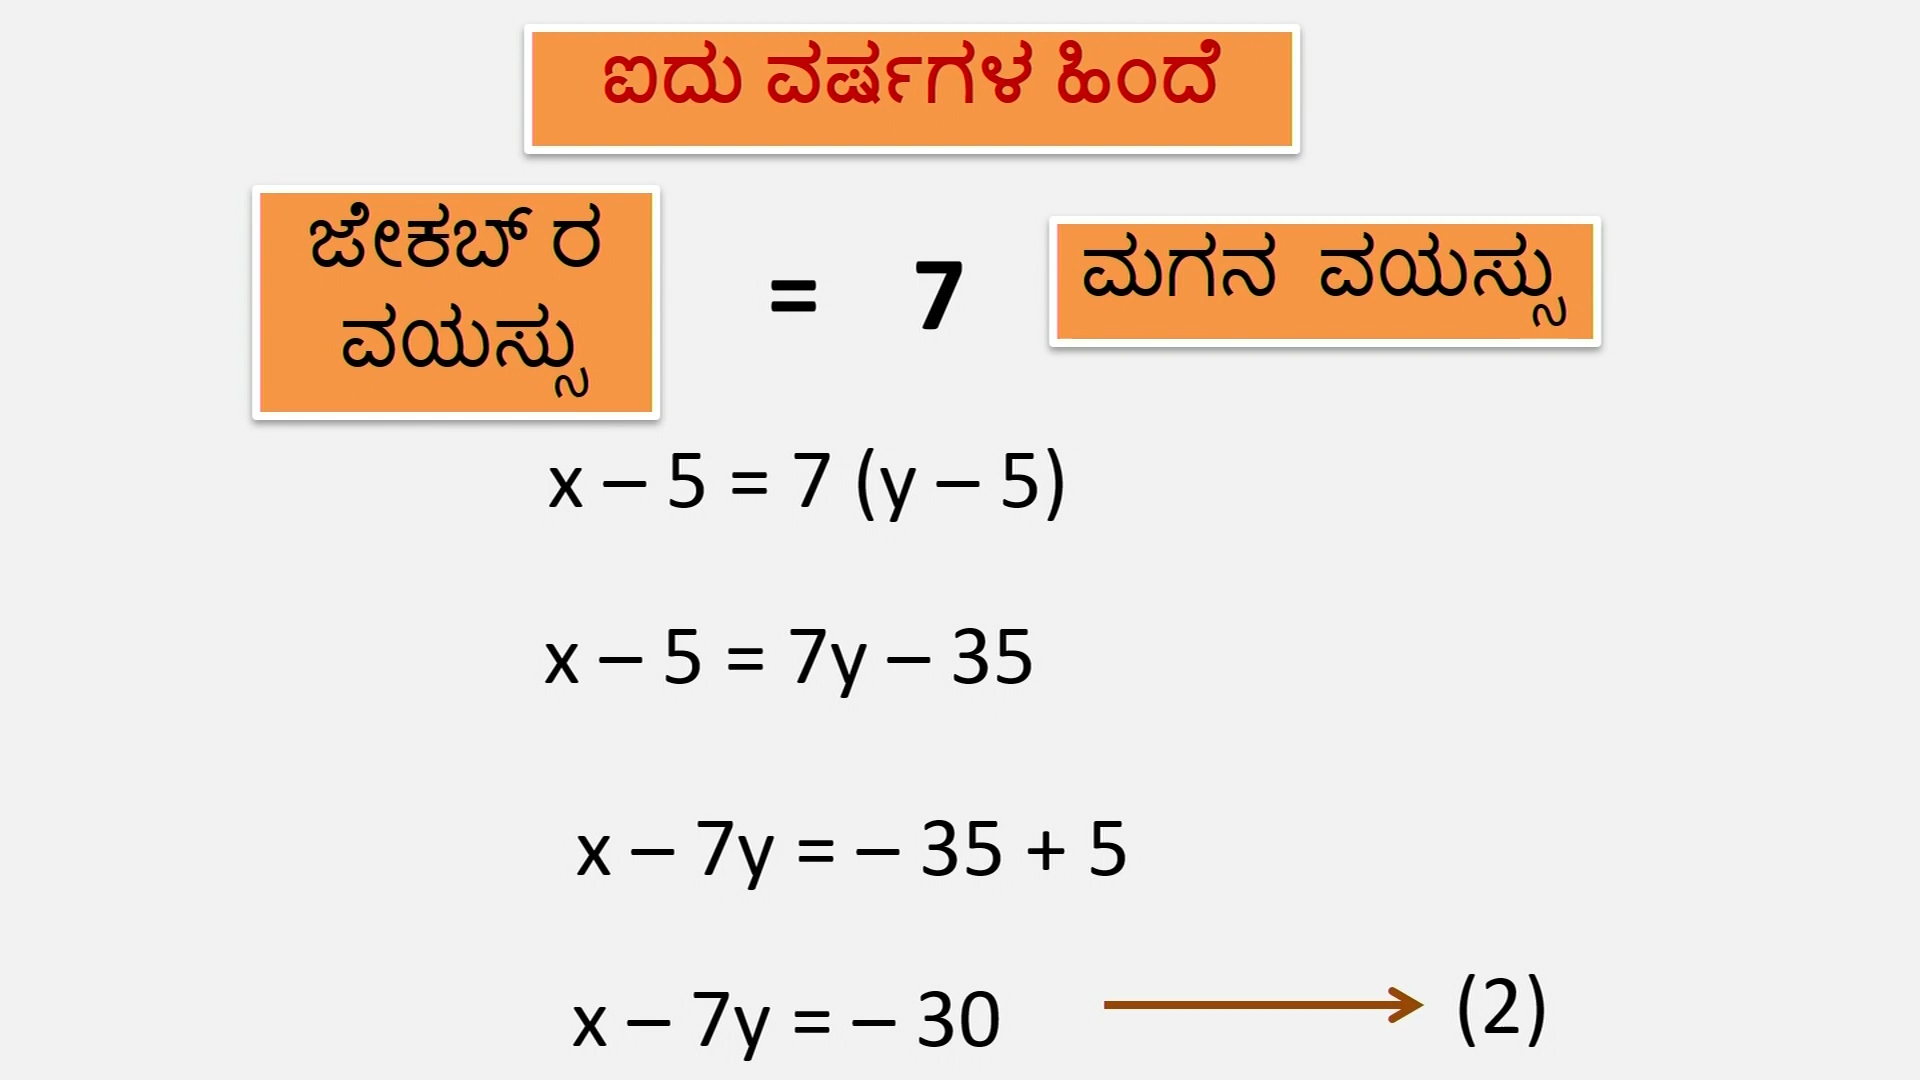 ಐದು ವರ್ಷಗಳ ಹಿಂದೆ
ಜೇಕಬ್ ರ
ವಯಸ್ಸು
= 7 ಮಗನ ವಯಸ್ಸು
x – 5 = 7 (y – 5)
x – 5 = 7y – 35
x – 7y = – 35 + 5
x – 7y = – 30 (2)